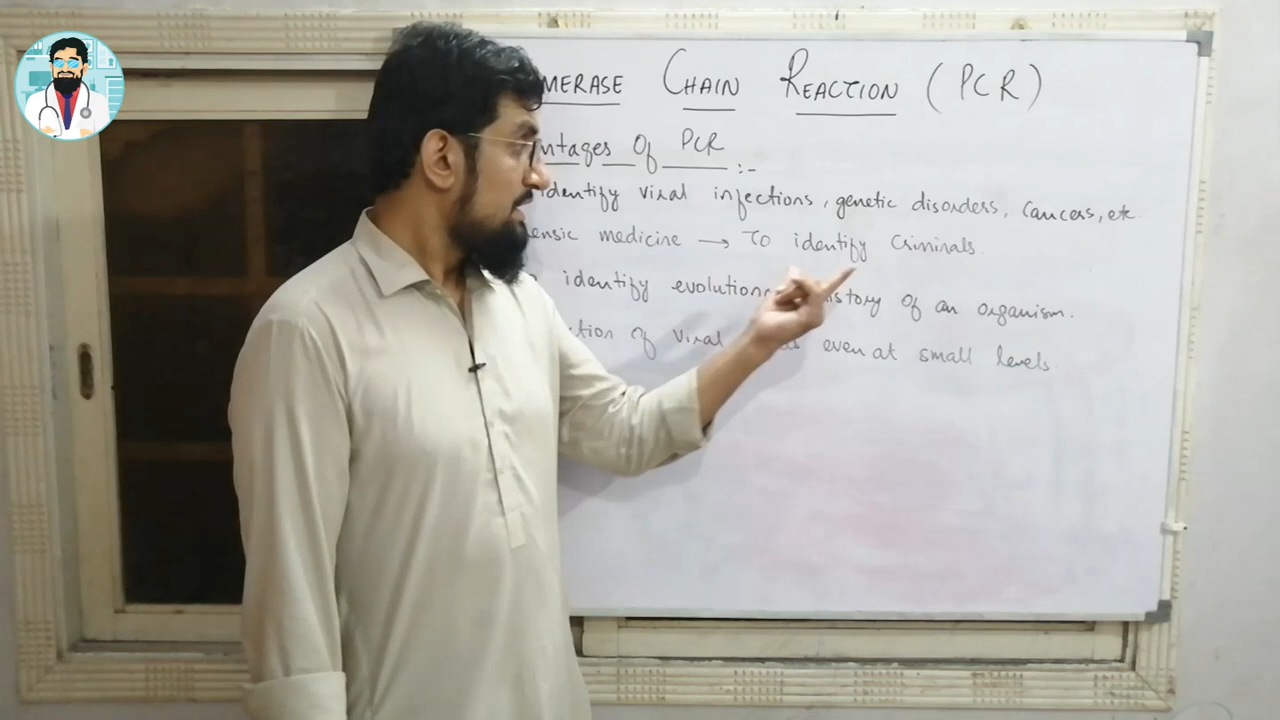 MERASE CHAIN REACTION (PCR)
ntages Of PCR :-
identify viral infections, genetic disorders, Cancers, etc
ensic medicine → To identify Criminals.
identify evolution istory Of an organism.
tion of viral even at small levels